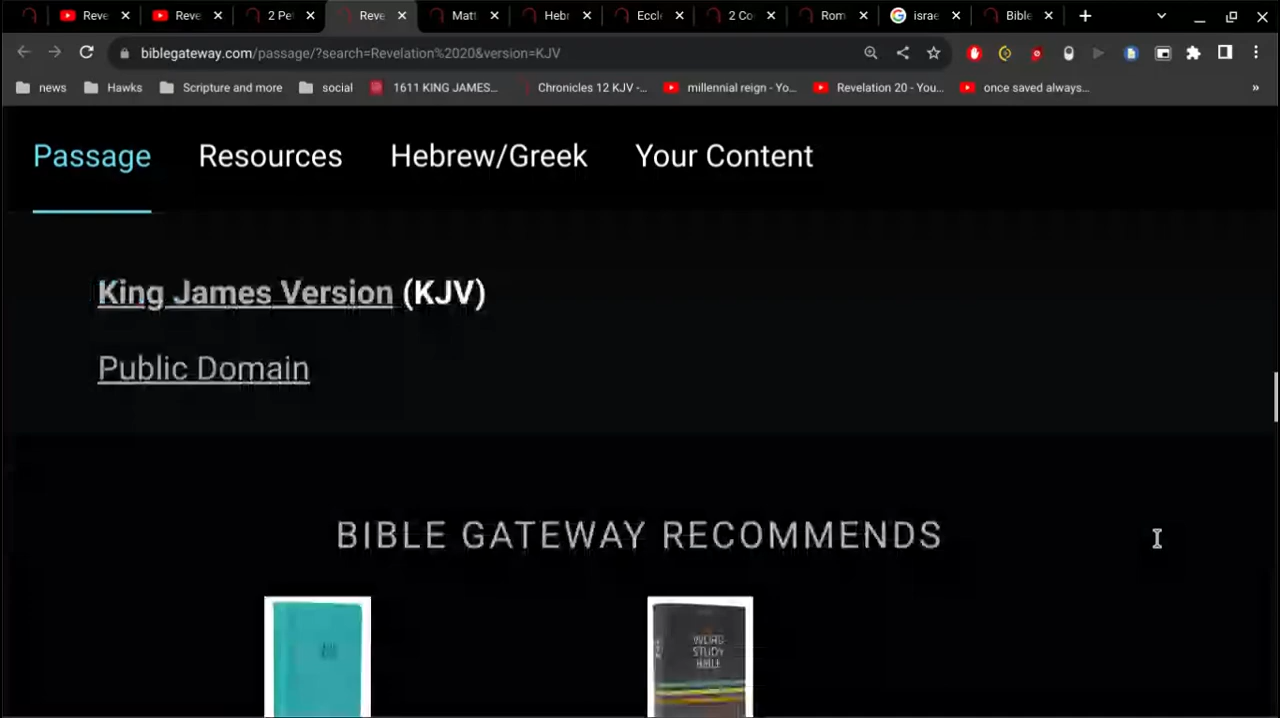 Reve
Reve
2 Pe
Reve
Matt
Hebr
Eccle
2 Co
Rom
israe
Bible
biblegateway.com/passage/?search=Revelation%2020&version=KJV
news
Hawks
Scripture and more
social
1611 KING JAMES...
Chronicles 12 KJV -...
millennial reign - Yo...
Revelation 20 - You...
once saved always...
»
Passage
Resources
Hebrew/Greek
Your Content
King James Version (KJV)
Public Domain
BIBLE GATEWAY RECOMMENDS
WORD
STUDY
BIBLE